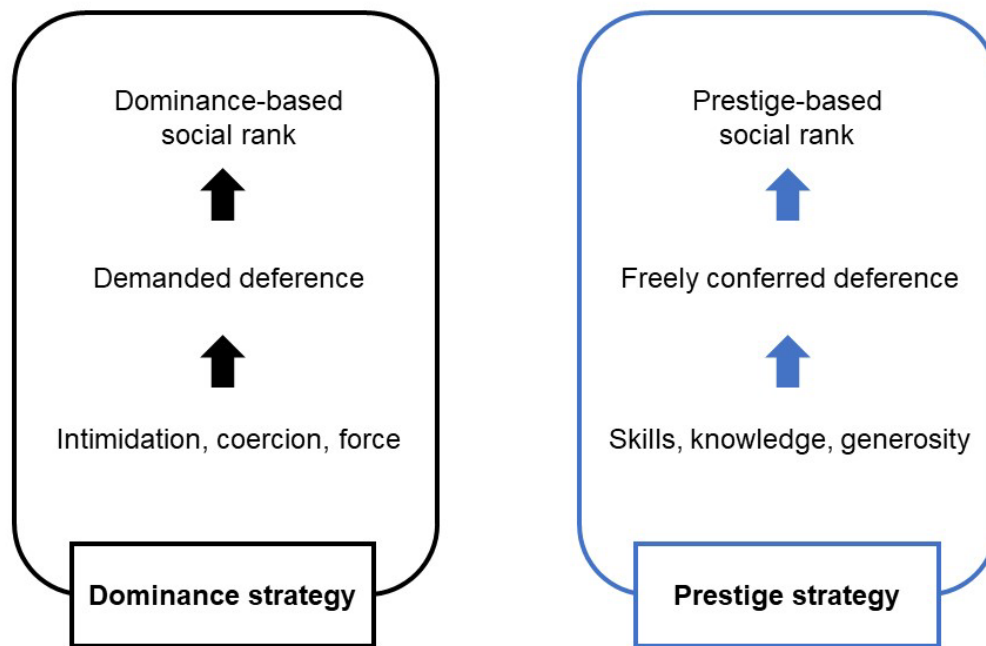 Dominance-based
social rank
Demanded deference
Intimidation, coercion, force
Dominance strategy
Prestige-based
social rank
Freely conferred deference
Skills, knowledge, generosity
Prestige strategy